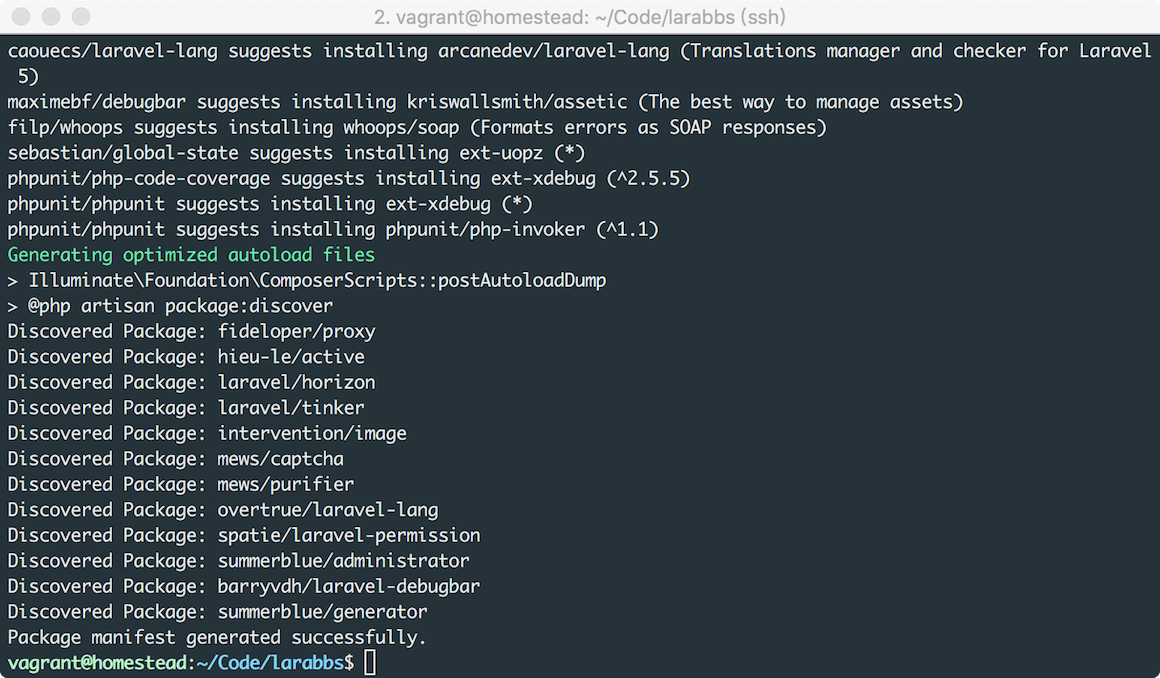 2. vagrant@homestead: ~/Code/larabbs (ssh)
caouecs/laravel-lang suggests installing arcanedev/laravel-lang (Translations manager and checker for Laravel
 5)
maximebf/debugbar suggests installing kriswallsmith/assetic (The best way to manage assets)
filp/whoops suggests installing whoops/soap (Formats errors as SOAP responses)
sebastian/global-state suggests installing ext-uopz (*)
phpunit/php-code-coverage suggests installing ext-xdebug (^2.5.5)
phpunit/phpunit suggests installing ext-xdebug (*)
phpunit/phpunit suggests installing phpunit/php-invoker (^1.1)
Generating optimized autoload files
> Illuminate\Foundation\ComposerScripts::postAutoloadDump
> @php artisan package:discover
Discovered Package: fideloper/proxy
Discovered Package: hieu-le/active
Discovered Package: laravel/horizon
Discovered Package: laravel/tinker
Discovered Package: intervention/image
Discovered Package: mews/captcha
Discovered Package: mews/purifier
Discovered Package: overtrue/laravel-lang
Discovered Package: spatie/laravel-permission
Discovered Package: summerblue/administrator
Discovered Package: barryvdh/laravel-debugbar
Discovered Package: summerblue/generator
Package manifest generated successfully.
vagrant@homestead:~/Code/larabbs$